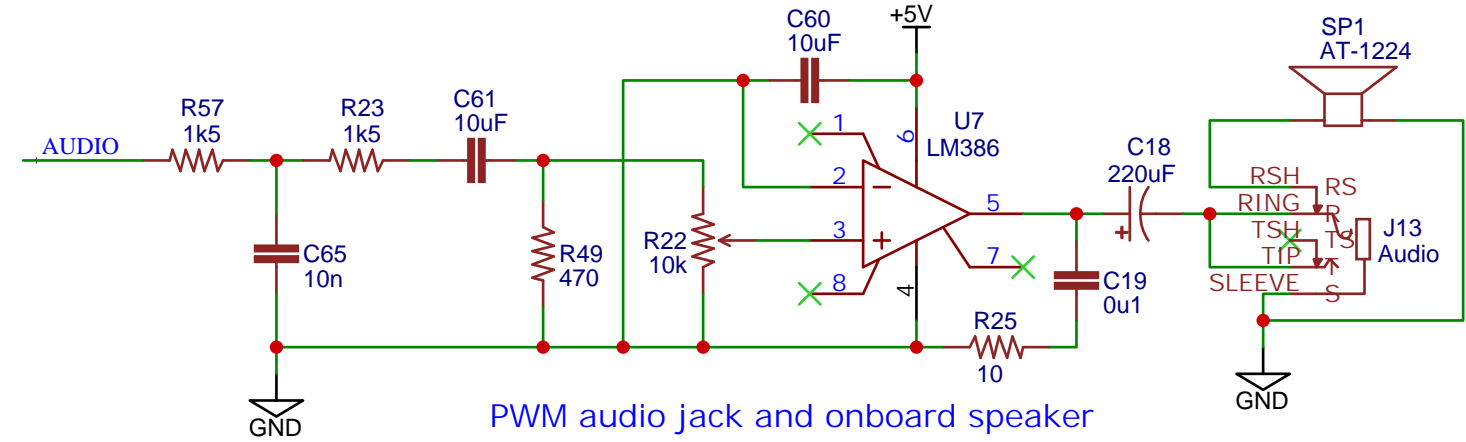 C60
10uF
+5V
SP1
AT-1224
R57
1k5
R23
1k5
C61
10uF
1
6
U7
LM386
AUDIO
C18
220uF
2
RSH
RS
RING
R
5
3
R22
10k
TSH
TS
J13
Audio
TIP
T
C65
10n
R49
470
7
C19
0u1
8
4
SLEEVE
S
R25
10
GND
GND
PWM audio jack and onboard speaker